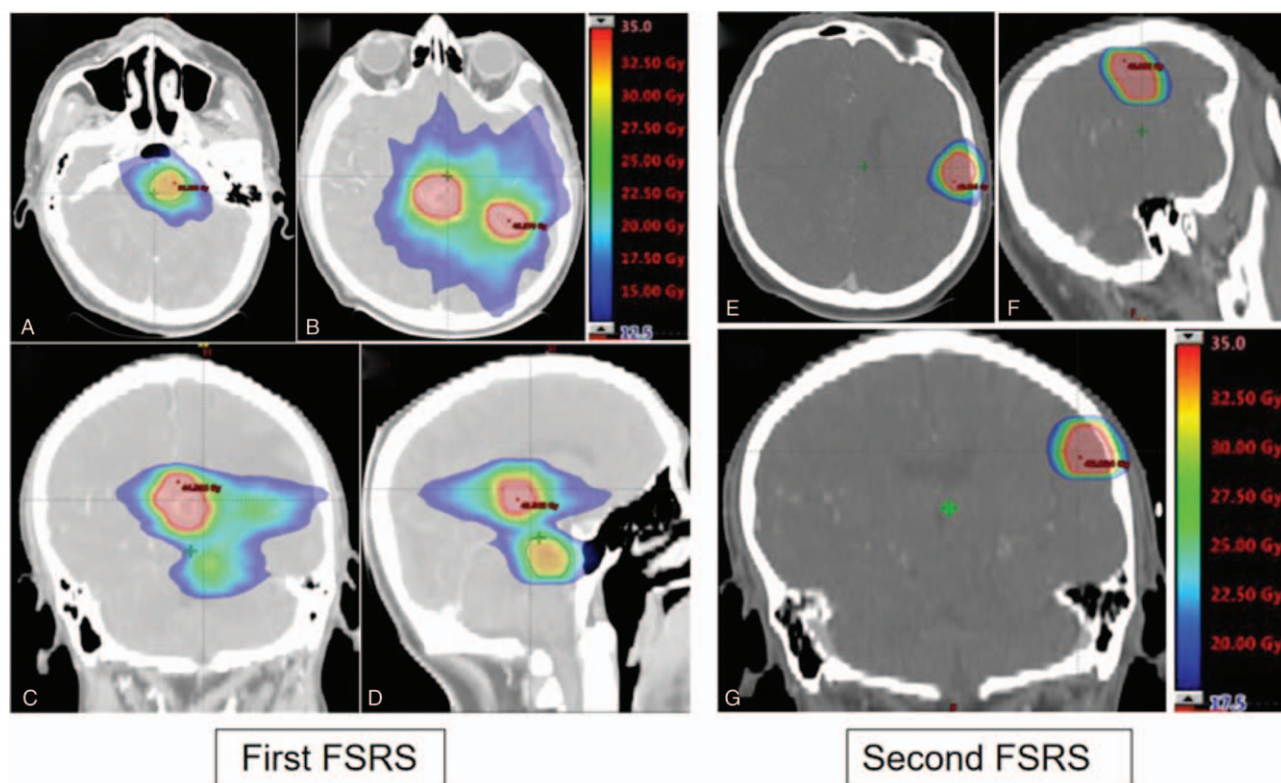 35.0
32.50 Gy
30.00 Gy
27.50 Gy
25.00 Gy
22.50 Gy
20.00 Gy
17.50 Gy
15.00 Gy
12.5
A
B
C
D
First FSRS
E
F
F
35.0
32.50 Gy
30.00 Gy
27.50 Gy
25.00 Gy
22.50 Gy
20.00 Gy
17.5
G
Second FSRS